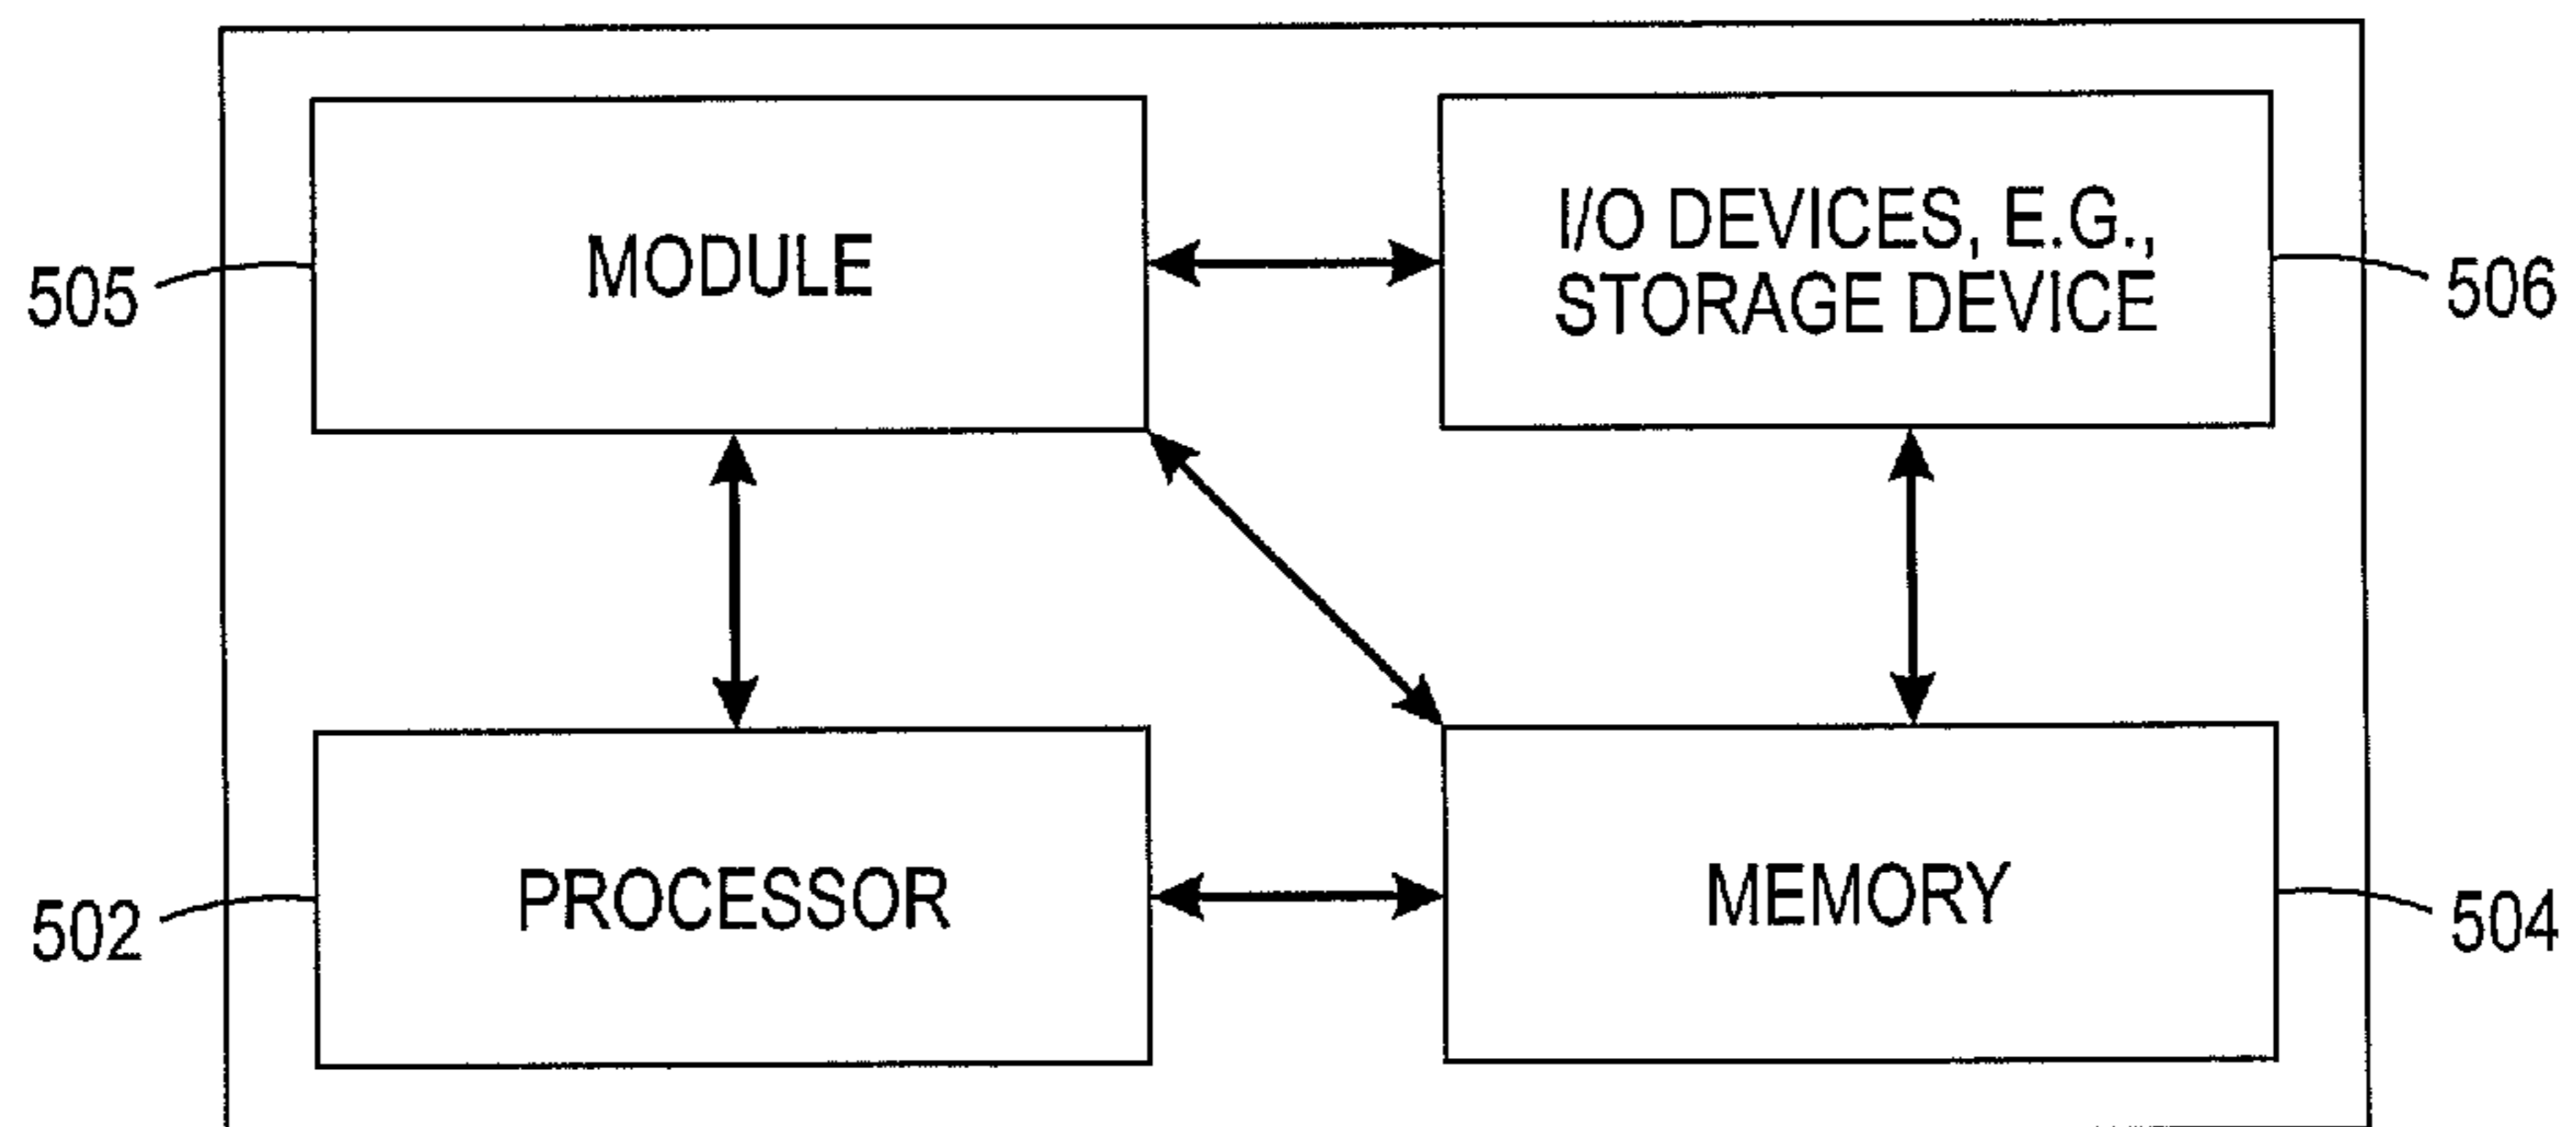 MODULE
I/O DEVICES, E.G.,
STORAGE DEVICE
505
506
PROCESSOR
MEMORY
502
504